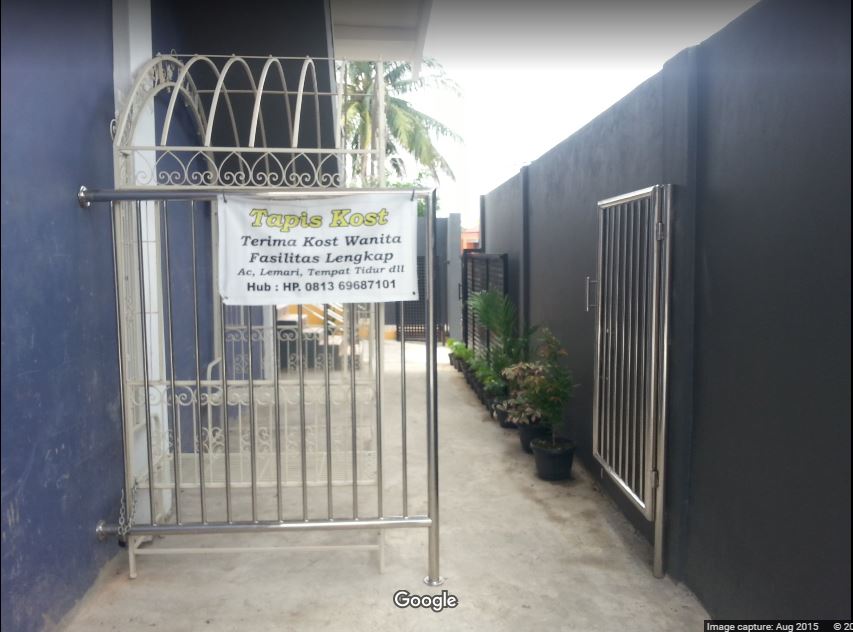 Tapis Kost
Terima Kost Wanita
Fasilitas Lengkap
Ac, Lemari, Tempat Tidur dll
Hub : HP. 0813 69687101
Google
Image capture: Aug 2015 © 20